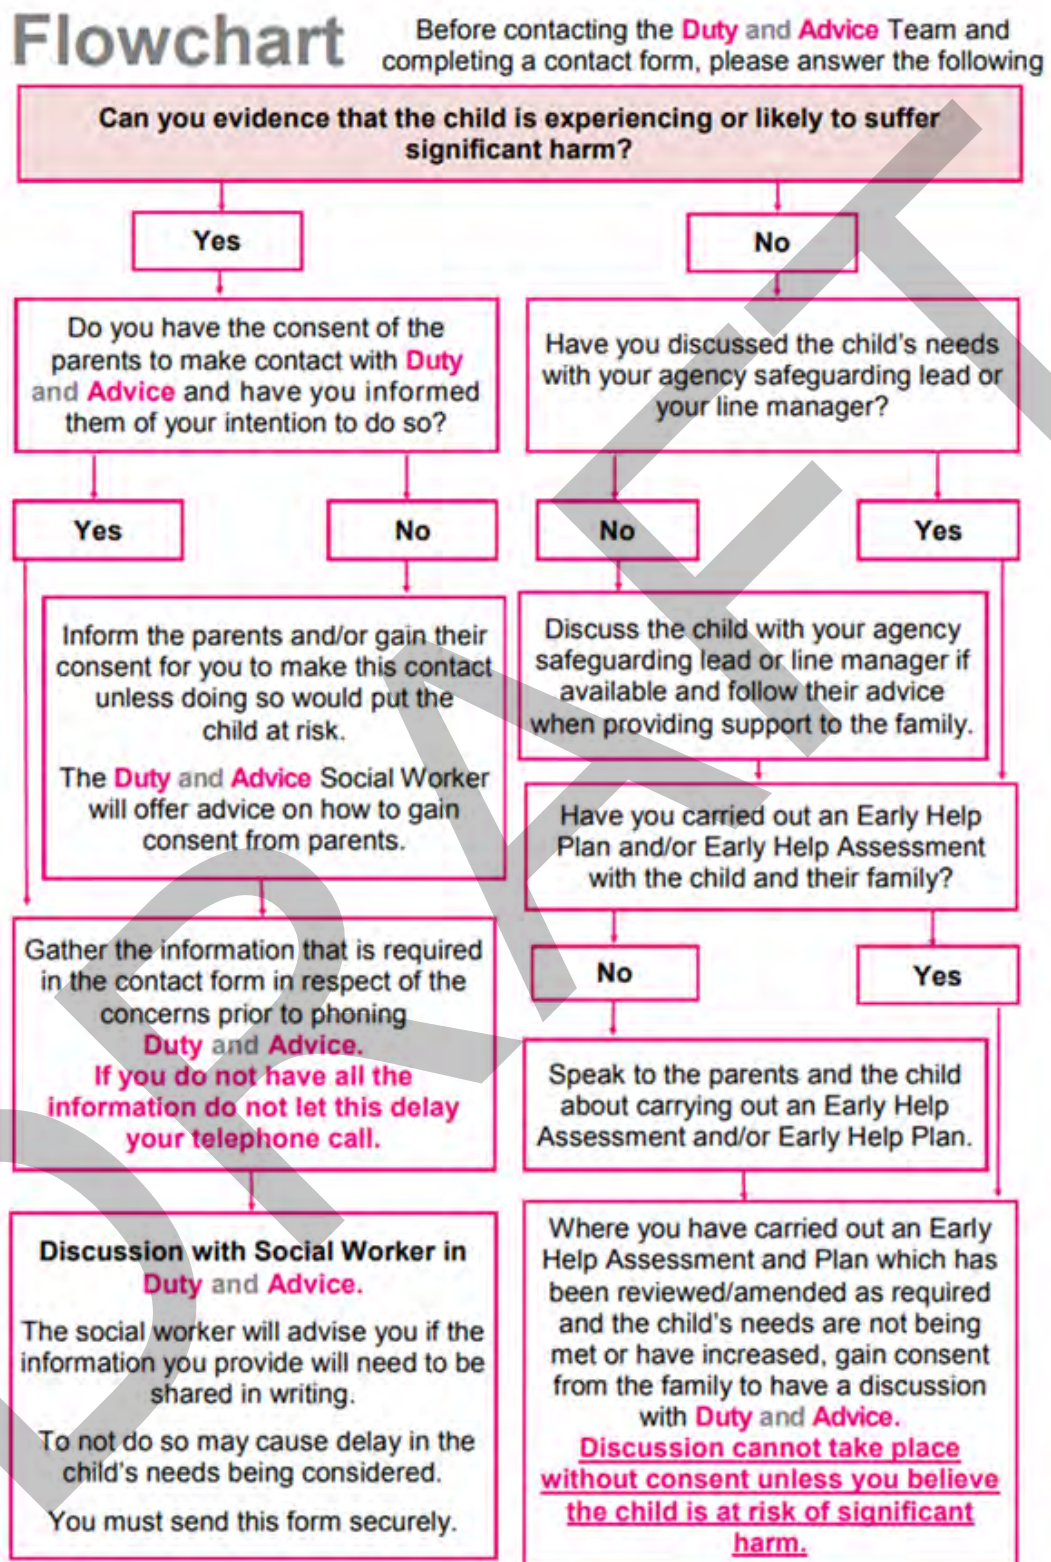 Flowchart
Before contacting the Duty and Advice Team and
completing a contact form, please answer the following
Can you evidence that the child is experiencing or likely to suffer
significant harm?
Yes
No
Do you have the consent of the
parents to make contact with Duty
and Advice and have you informed
them of your intention to do so?
Have you discussed the child's needs
with your agency safeguarding lead or
your line manager?
Yes
No
No
Yes
Inform the parents and/or gain their
consent for you to make this contact
unless doing so would put the
child at risk.
The Duty and Advice Social Worker
will offer advice on how to gain
consent from parents.
Discuss the child with your agency
safeguarding lead or line manager if
available and follow their advice
when providing support to the family.
Have you carried out an Early Help
Plan and/or Early Help Assessment
with the child and their family?
Gather the information that is required
in the contact form in respect of the
concerns prior to phoning
Duty and Advice.
If you do not have all the
information do not let this delay
your telephone call.
No
Yes
Speak to the parents and the child
about carrying out an Early Help
Assessment and/or Early Help Plan.
Discussion with Social Worker in
Duty and Advice.
The social worker will advise you if the
information you provide will need to be
shared in writing.
To not do so may cause delay in the
child's needs being considered.
You must send this form securely.
Where you have carried out an Early
Help Assessment and Plan which has
been reviewed/amended as required
and the child's needs are not being
met or have increased, gain consent
from the family to have a discussion
with Duty and Advice.
Discussion cannot take place
without consent unless you believe
the child is at risk of significant
harm.
DRAFT